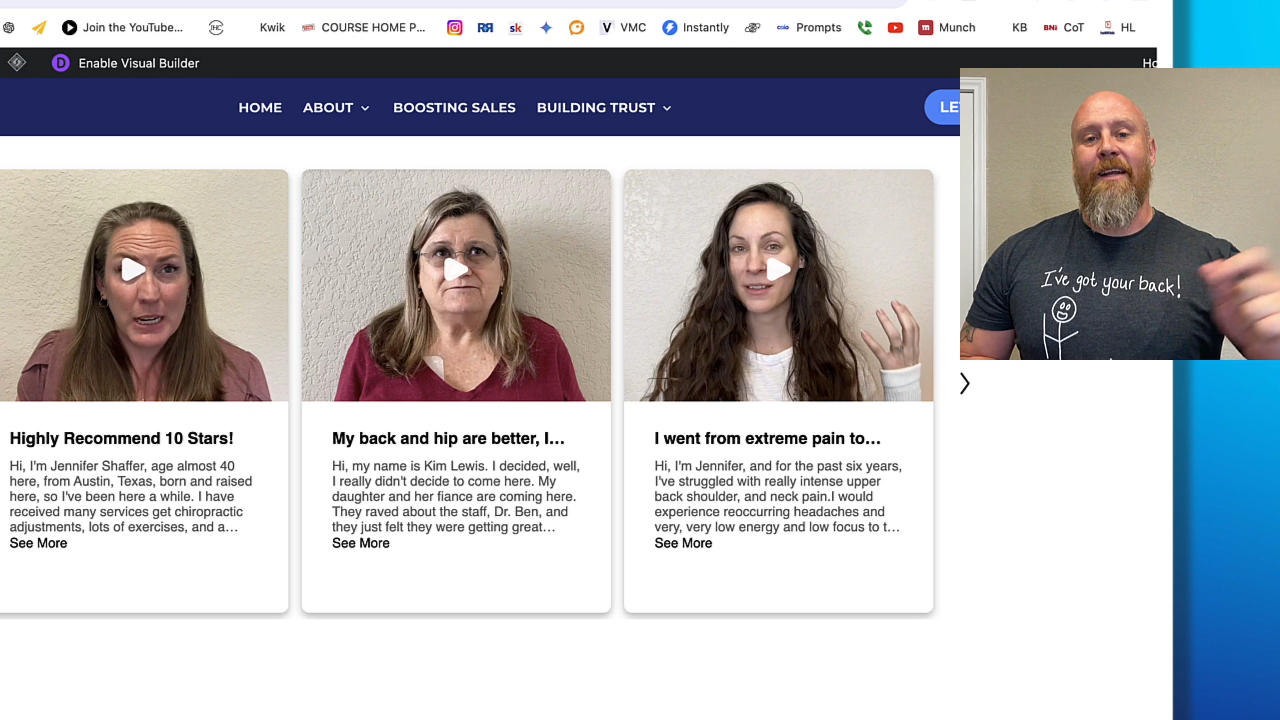 Join the YouTube...
JHC
Kwik
COURSE HOME P...
RR
sk
V
VMC
Instantly
colo
Prompts
m
Munch
KB
BNI
CoT
HL
D
Enable Visual Builder
HOME
ABOUT
BOOSTING SALES
BUILDING TRUST
I've got your back!
Highly Recommend 10 Stars!
Hi, I'm Jennifer Shaffer, age almost 40
here, from Austin, Texas, born and raised
here, so I've been here a while. I have
received many services get chiropractic
adjustments, lots of exercises, and a...
See More
My back and hip are better, I...
Hi, my name is Kim Lewis. I decided, well,
I really didn't decide to come here. My
daughter and her fiance are coming here.
They raved about the staff, Dr. Ben, and
they just felt they were getting great...
See More
I went from extreme pain to...
Hi, I'm Jennifer, and for the past six years,
I've struggled with really intense upper
back shoulder, and neck pain.I would
experience reoccurring headaches and
very, very low energy and low focus to t...
See More